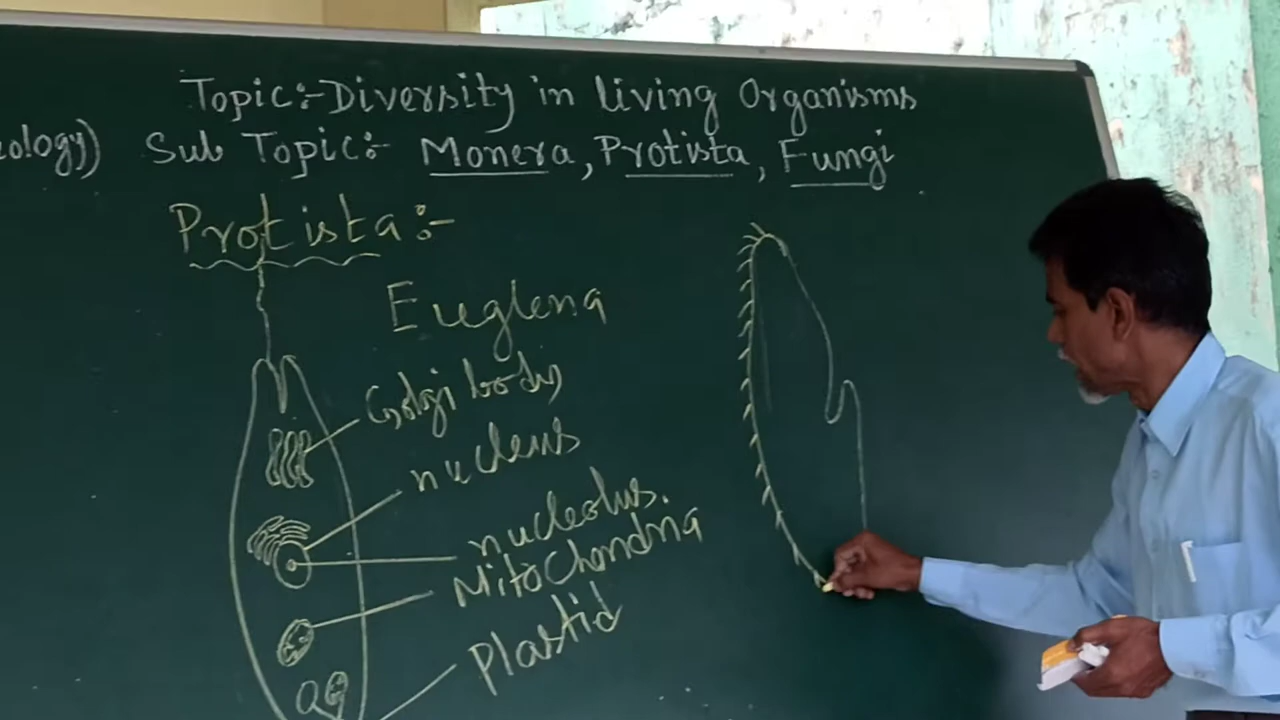 Topic:- Diversity in living Organisms
ology) Sub Topic:- Monera, Protista, Fungi
Protista:-
Euglena
Golgi body
nucleus
nucleolus.
Mitochondria
Plastid